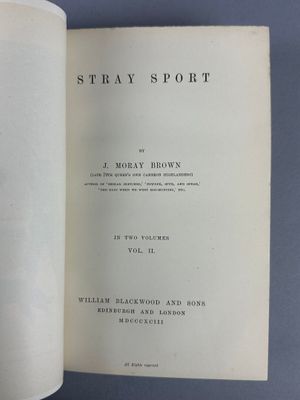 STRAY SPORT
BY
J. MORAY BROWN
(LATE 79TH QUEEN'S OWN CAMERON HIGHLANDERS)
AUTHOR OF 'SHIKAR SKETCHES,' 'POWDER, SPUR, AND SPEAR,'
'THE DAYS WHEN WE WENT HOG-HUNTING,' ETC.
IN TWO VOLUMES
VOL. II.
WILLIAM BLACKWOOD AND SONS
EDINBURGH AND LONDON
MDCCCXCIII
All Rights reserved